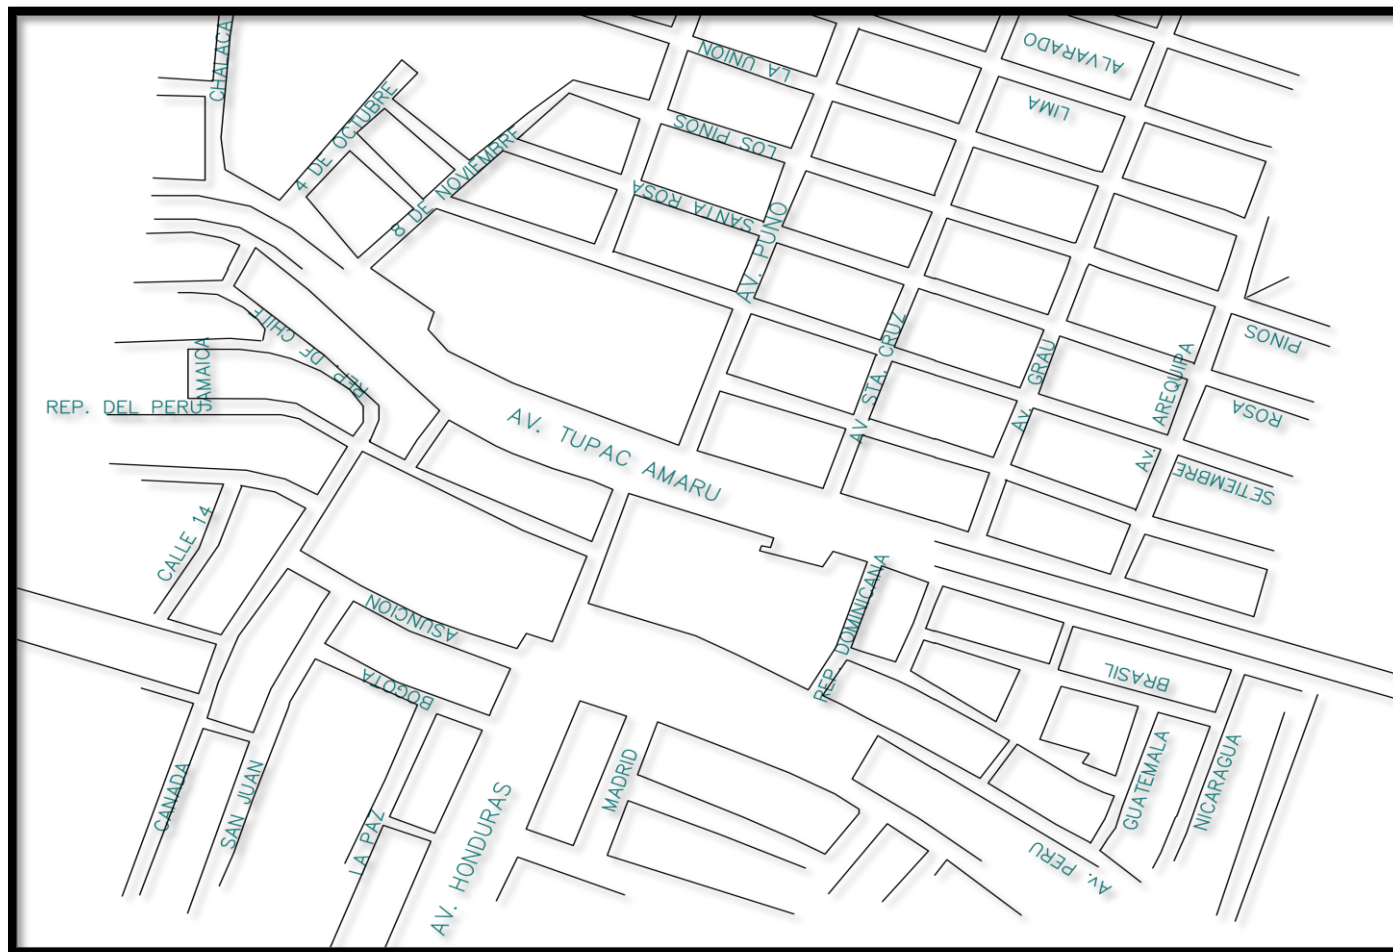 CHALACA
4 DE OCTUBRE
8 DE NOVIEMBRE
LA UNION
LOS PINOS
SANTA ROSA
AV. PUNO
ALVARADO
LIMA
AV. STA. CRUZ
AV. GRAU
AV. AREQUIPA
PINOS
ROSA
SETIEMBRE
REP. DE CHILE
JAMAICA
REP. DEL PERU
AV. TUPAC AMARU
CALLE 14
ASUNCION
BOGOTA
REP. DOMINICANA
BRASIL
GUATEMALA
NICARAGUA
CANADA
SAN JUAN
LA PAZ
AV. HONDURAS
MADRID
AV. PERU